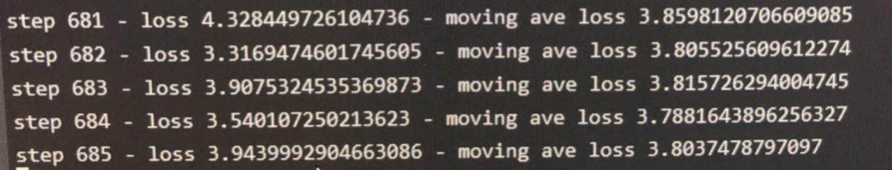 step 681 - loss 4.328449726104736 - moving ave loss 3.8598120706609085
step 682 - loss 3.3169474601745605 - moving ave loss 3.805525609612274
step 683 - loss 3.9075324535369873 - moving ave loss 3.815726294004745
step 684 - loss 3.540107250213623 - moving ave loss 3.7881643896256327
step 685 - loss 3.9439992904663086 - moving ave loss 3.8037478797097